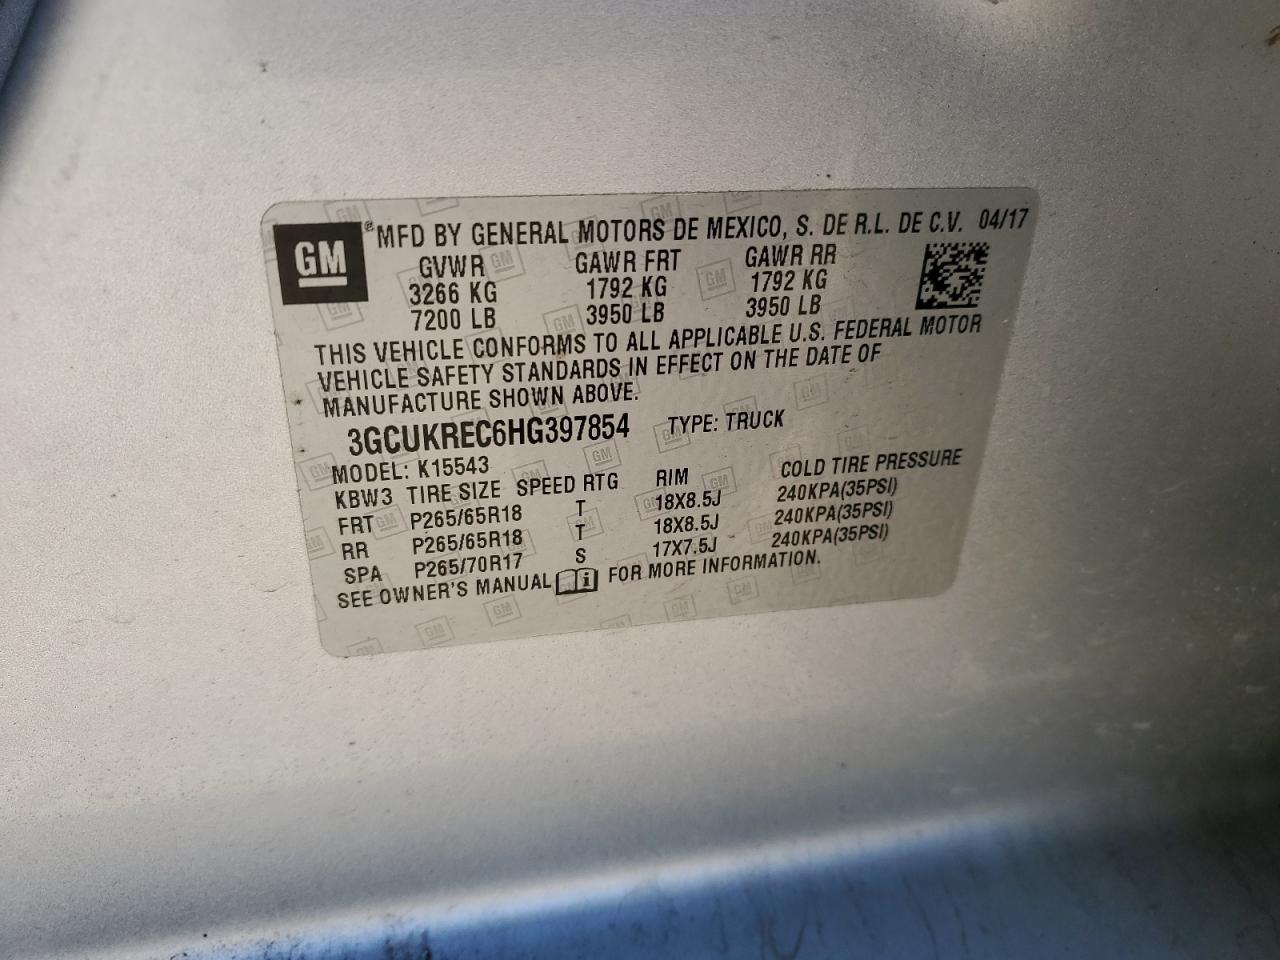 GM ® MFD BY GENERAL MOTORS DE MEXICO, S. DE R.L. DE C.V. 04/17
GVWR GAWR FRT GAWR RR
3266 KG 1792 KG 1792 KG
7200 LB 3950 LB 3950 LB
THIS VEHICLE CONFORMS TO ALL APPLICABLE U.S. FEDERAL MOTOR
VEHICLE SAFETY STANDARDS IN EFFECT ON THE DATE OF
MANUFACTURE SHOWN ABOVE.
3GCUKREC6HG397854 TYPE: TRUCK
MODEL: K15543
KBW3 TIRE SIZE SPEED RTG RIM COLD TIRE PRESSURE
FRT P265/65R18 T 18X8.5J 240KPA(35PSI)
RR P265/65R18 T 18X8.5J 240KPA(35PSI)
SPA P265/70R17 S 17X7.5J 240KPA(35PSI)
SEE OWNER'S MANUAL i FOR MORE INFORMATION.